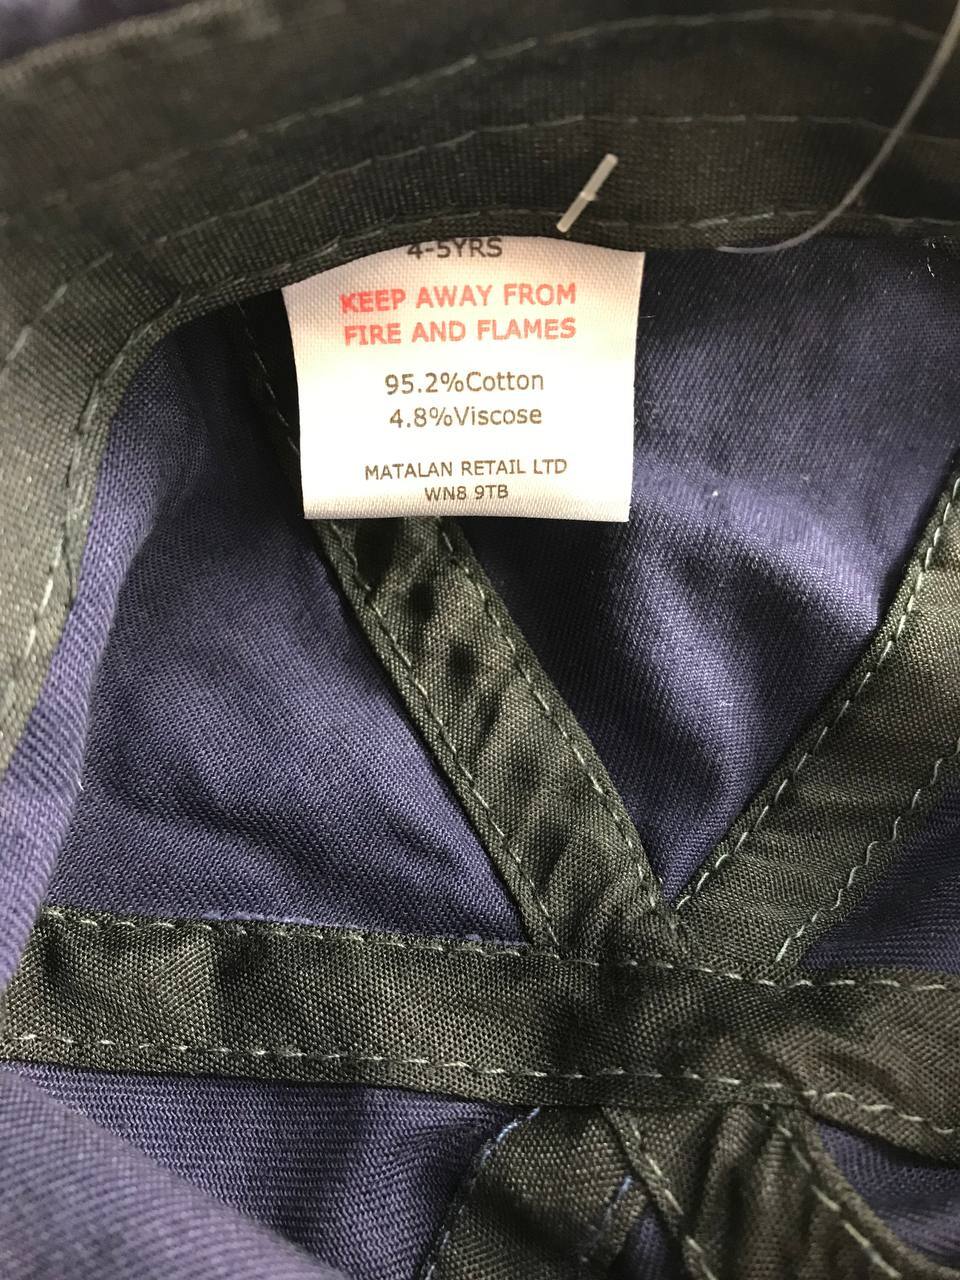 4-5YRS
KEEP AWAY FROM
FIRE AND FLAMES
95.2%Cotton
4.8%Viscose
MATALAN RETAIL LTD
WN8 9TB